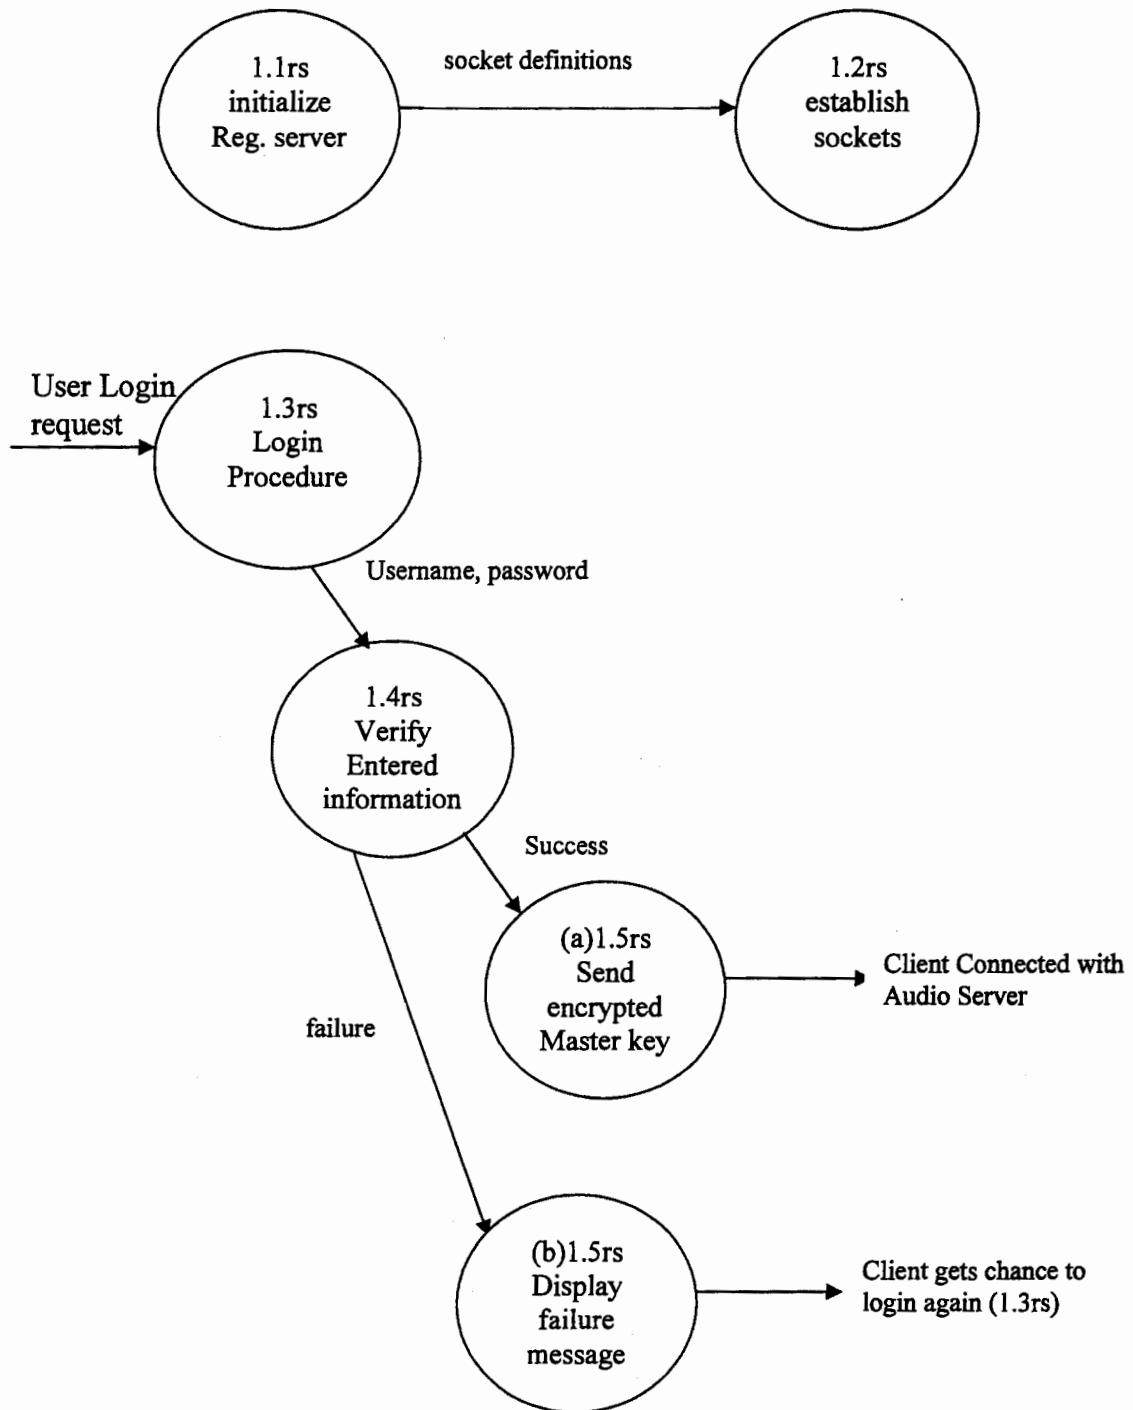 1.1rs
initialize
Reg. server
socket definitions
1.2rs
establish
sockets
User Login
request
1.3rs
Login
Procedure
Username, password
1.4rs
Verify
Entered
information
Success
(a)1.5rs
Send
encrypted
Master key
Client Connected with
Audio Server
failure
(b)1.5rs
Display
failure
message
Client gets chance to
login again (1.3rs)